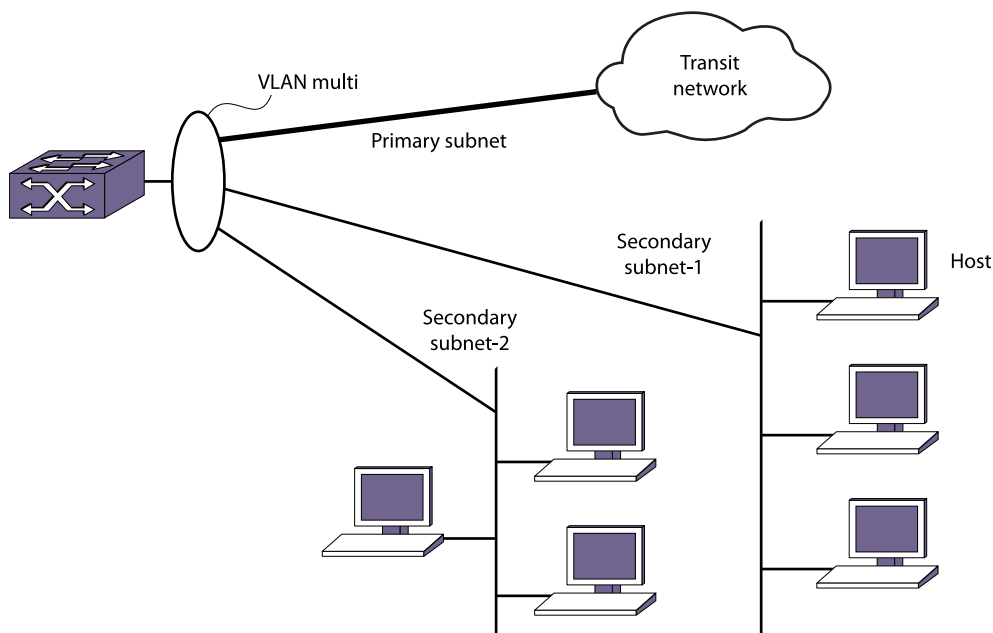 Transit
network
VLAN multi
Primary subnet
Secondary
subnet-1
Host
Secondary
subnet-2